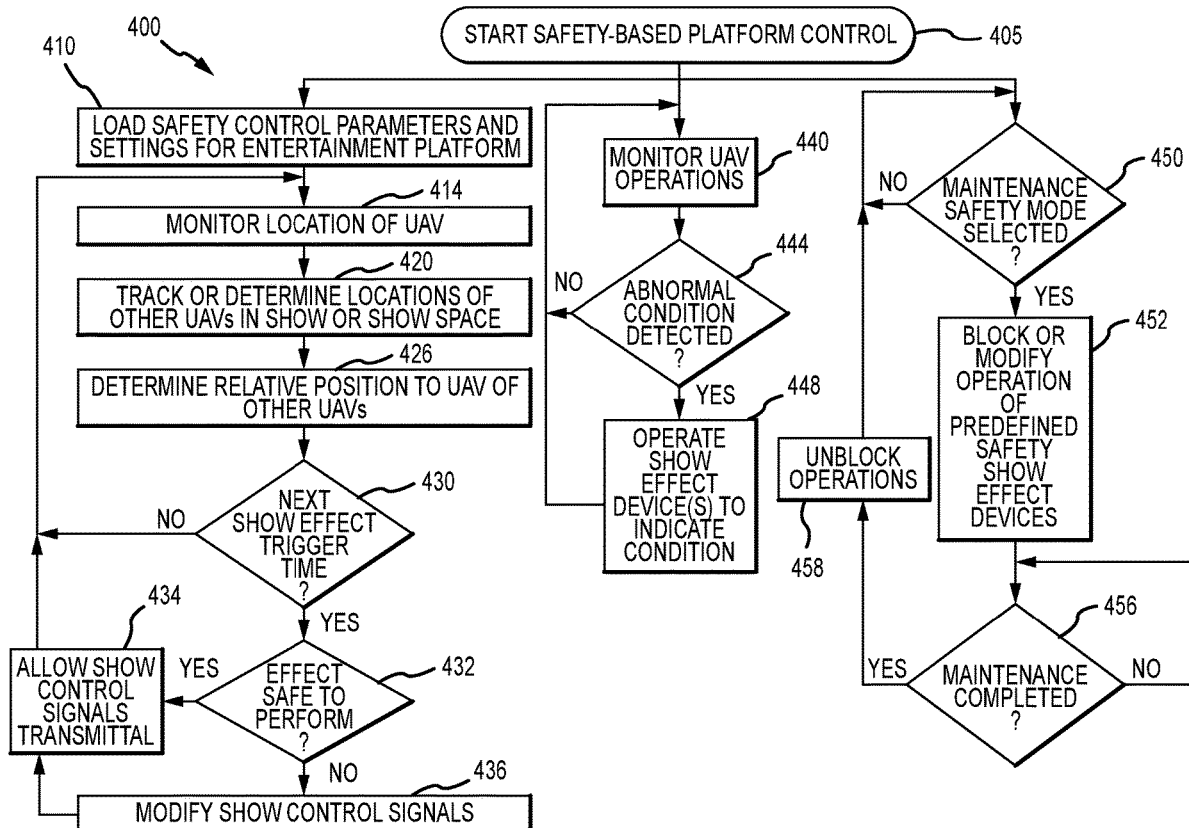 400
START SAFETY-BASED PLATFORM CONTROL
405
410
LOAD SAFETY CONTROL PARAMETERS AND
SETTINGS FOR ENTERTAINMENT PLATFORM
414
MONITOR LOCATION OF UAV
420
TRACK OR DETERMINE LOCATIONS OF
OTHER UAVs IN SHOW OR SHOW SPACE
426
DETERMINE RELATIVE POSITION TO UAV OF
OTHER UAVs
430
NEXT
SHOW EFFECT
TRIGGER
TIME
?
NO
YES
432
EFFECT
SAFE TO
PERFORM
?
YES
NO
434
ALLOW SHOW
CONTROL
SIGNALS
TRANSMITTAL
436
MODIFY SHOW CONTROL SIGNALS
440
MONITOR UAV
OPERATIONS
444
ABNORMAL
CONDITION
DETECTED
?
NO
YES
448
OPERATE
SHOW
EFFECT
DEVICE(S) TO
INDICATE
CONDITION
450
MAINTENANCE
SAFETY MODE
SELECTED
?
NO
YES
452
BLOCK OR
MODIFY
OPERATION
OF
PREDEFINED
SAFETY
SHOW
EFFECT
DEVICES
456
MAINTENANCE
COMPLETED
?
YES
NO
UNBLOCK
OPERATIONS
458